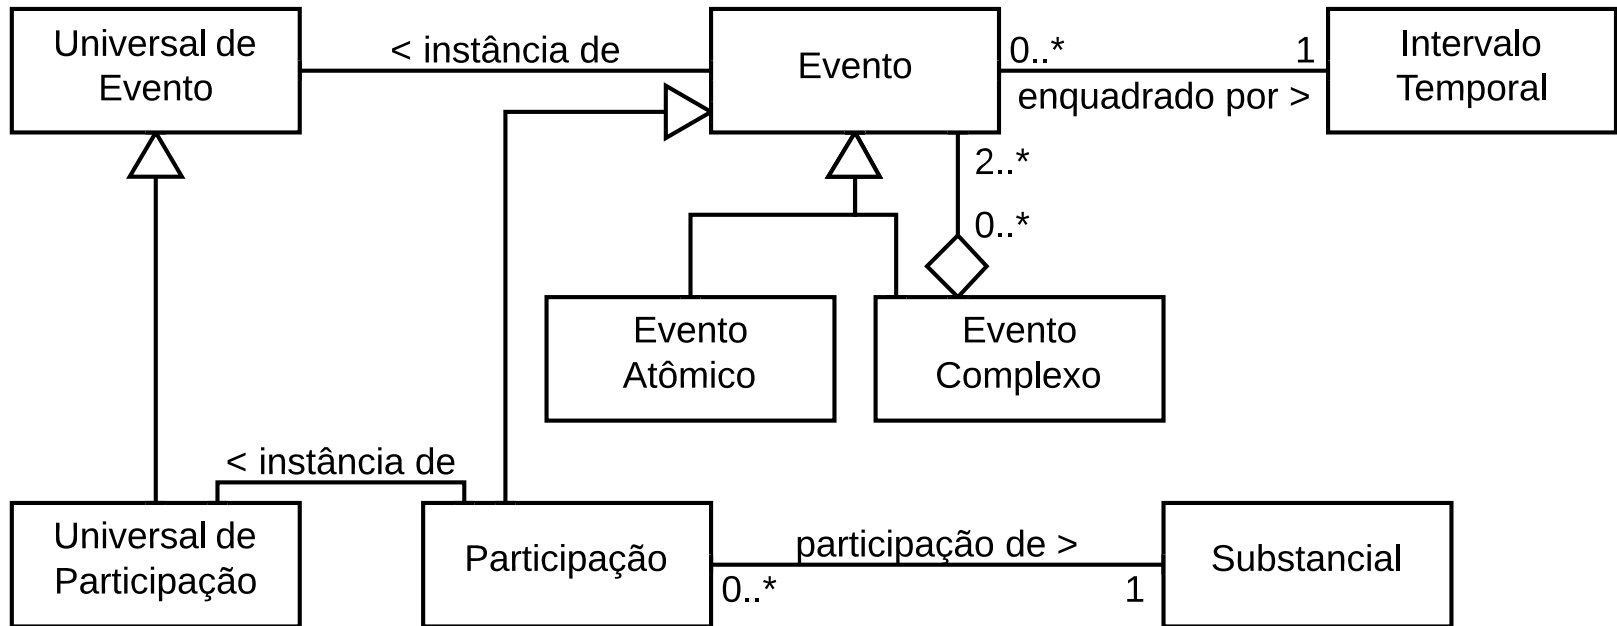 Universal de
Evento
< instância de
Evento
0..*
1
enquadrado por >
Intervalo
Temporal
2..*
0..*
Evento
Atômico
Evento
Complexo
< instância de
Universal de
Participação
Participação
participação de >
0..*
1
Substancial